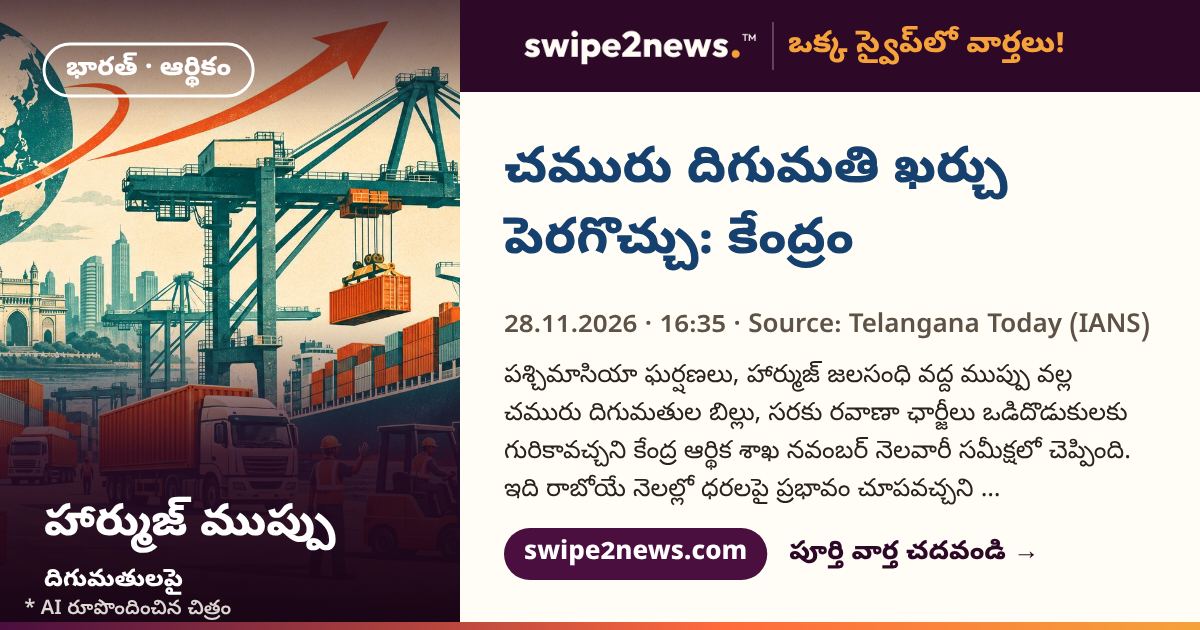 భారత్ · ఆర్థికం
హార్ముజ్ ముప్పు
దిగుమతులపై
* AI రూపొందించిన చిత్రం
swipe2news.™
ఒక్క స్వైప్‌లో వార్తలు!
చమురు దిగుమతి ఖర్చు
పెరగొచ్చు: కేంద్రం
28.11.2026 · 16:35 · Source: Telangana Today (IANS)
పశ్చిమాసియా ఘర్షణలు, హార్ముజ్ జలసంధి వద్ద ముప్పు వల్ల
చమురు దిగుమతుల బిల్లు, సరకు రవాణా ఛార్జీలు ఒడిదొడుకులకు
గురికావచ్చని కేంద్ర ఆర్థిక శాఖ నవంబర్ నెలవారీ సమీక్షలో చెప్పింది.
ఇది రాబోయే నెలల్లో ధరలపై ప్రభావం చూపవచ్చని ...
swipe2news.com
పూర్తి వార్త చదవండి →